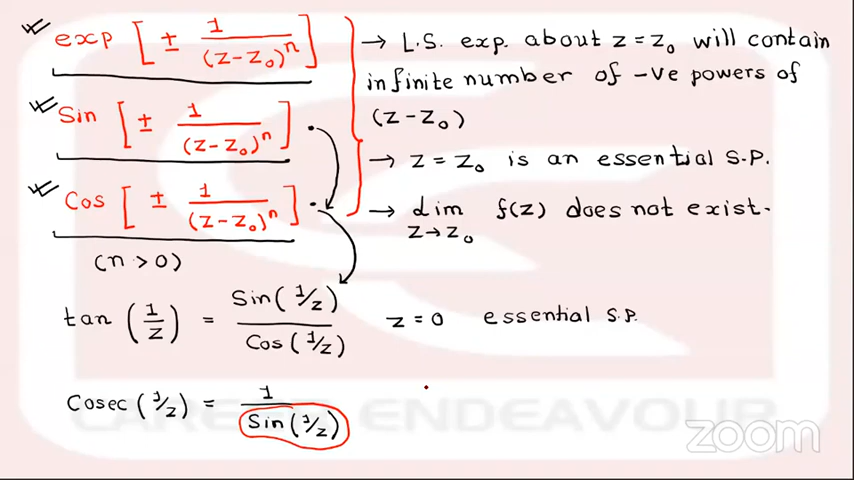 exp [ ± 1/(z-z₀)ⁿ ]
Sin [ ± 1/(z-z₀)ⁿ ]
Cos [ ± 1/(z-z₀)ⁿ ]
(n > 0)
→ L.S. exp. about z = z₀ will contain
infinite number of -ve powers of
(z-z₀)
→ z = z₀ is an essential S.P.
→ lim f(z) does not exist.
z→z₀
tan (1/z) = Sin(1/z)/Cos(1/z) z = 0 essential S.P.
Cosec (1/z) = 1/Sin(1/z)
CAREER ENDEAVOUR
zoom